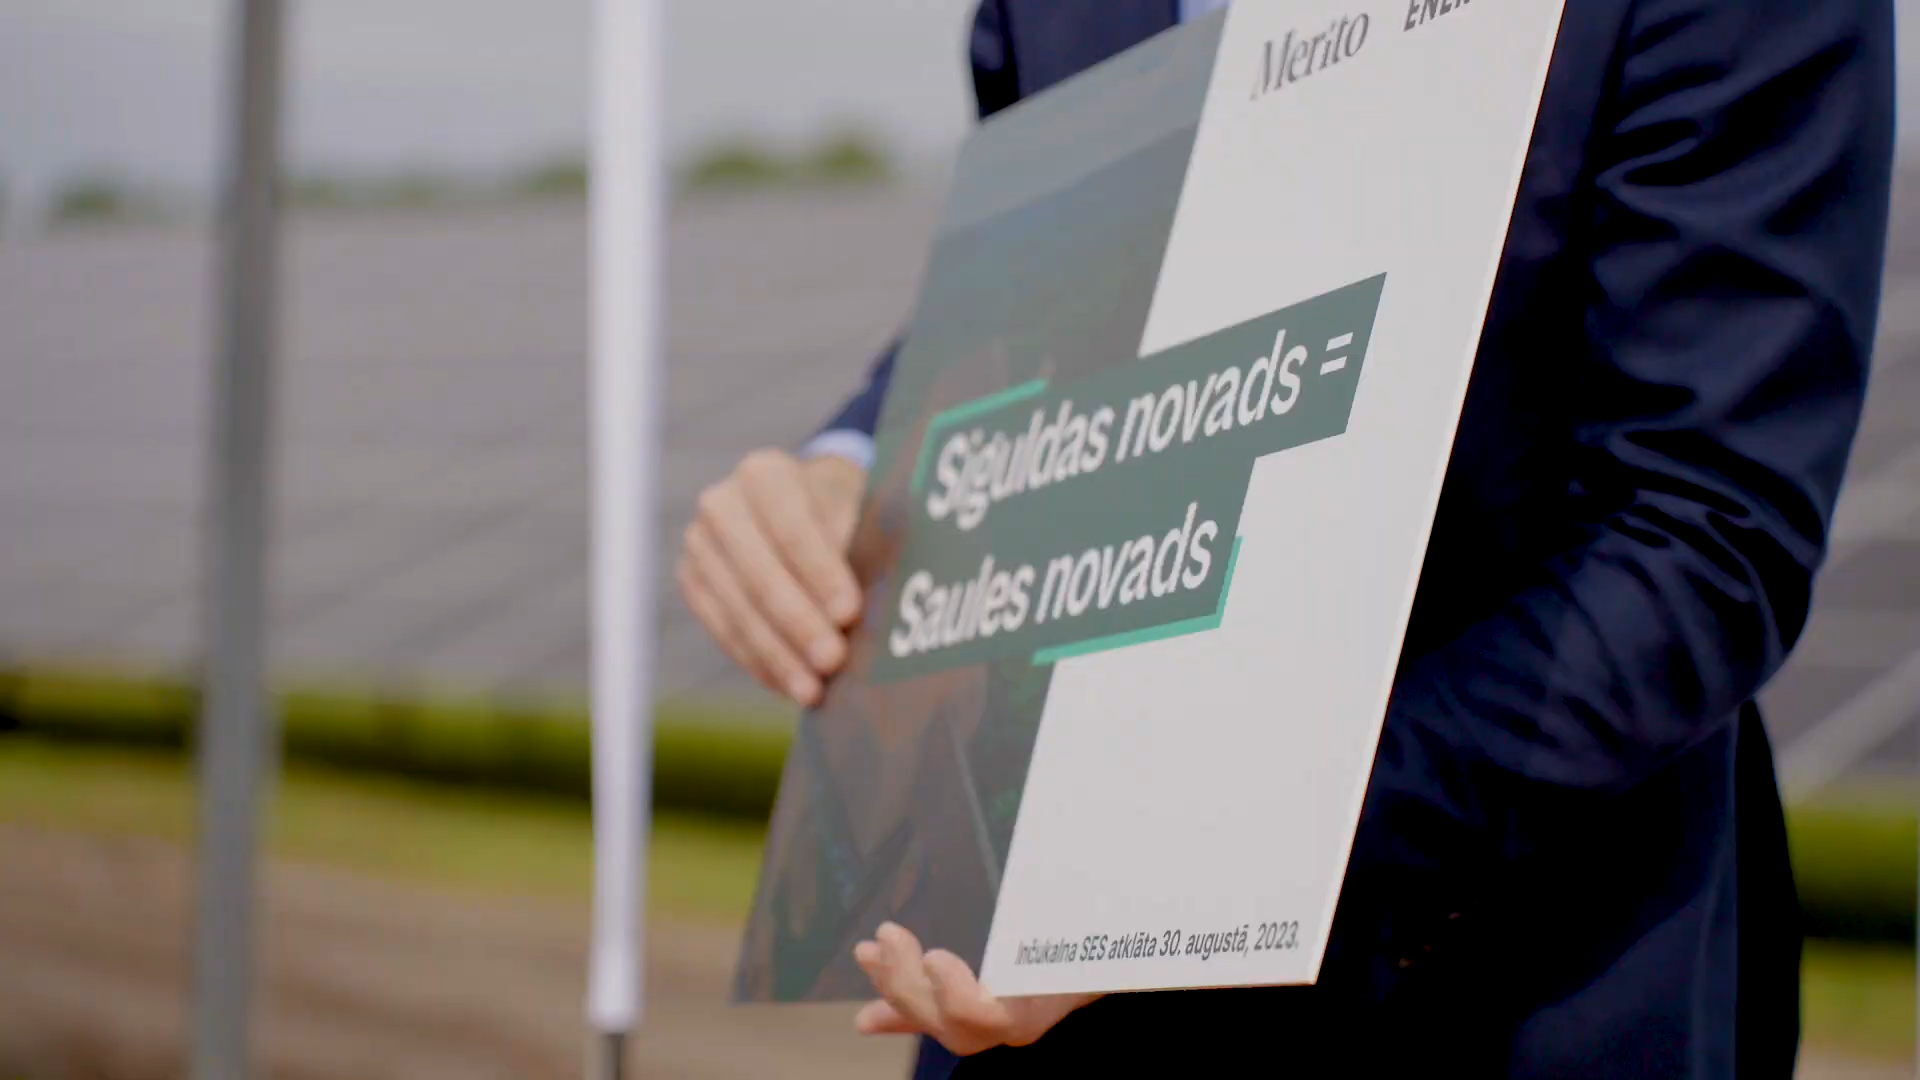 Merito
Siguldas novads =
Saules novads
Inčukalna SES atklāta 30. augustā, 2023.